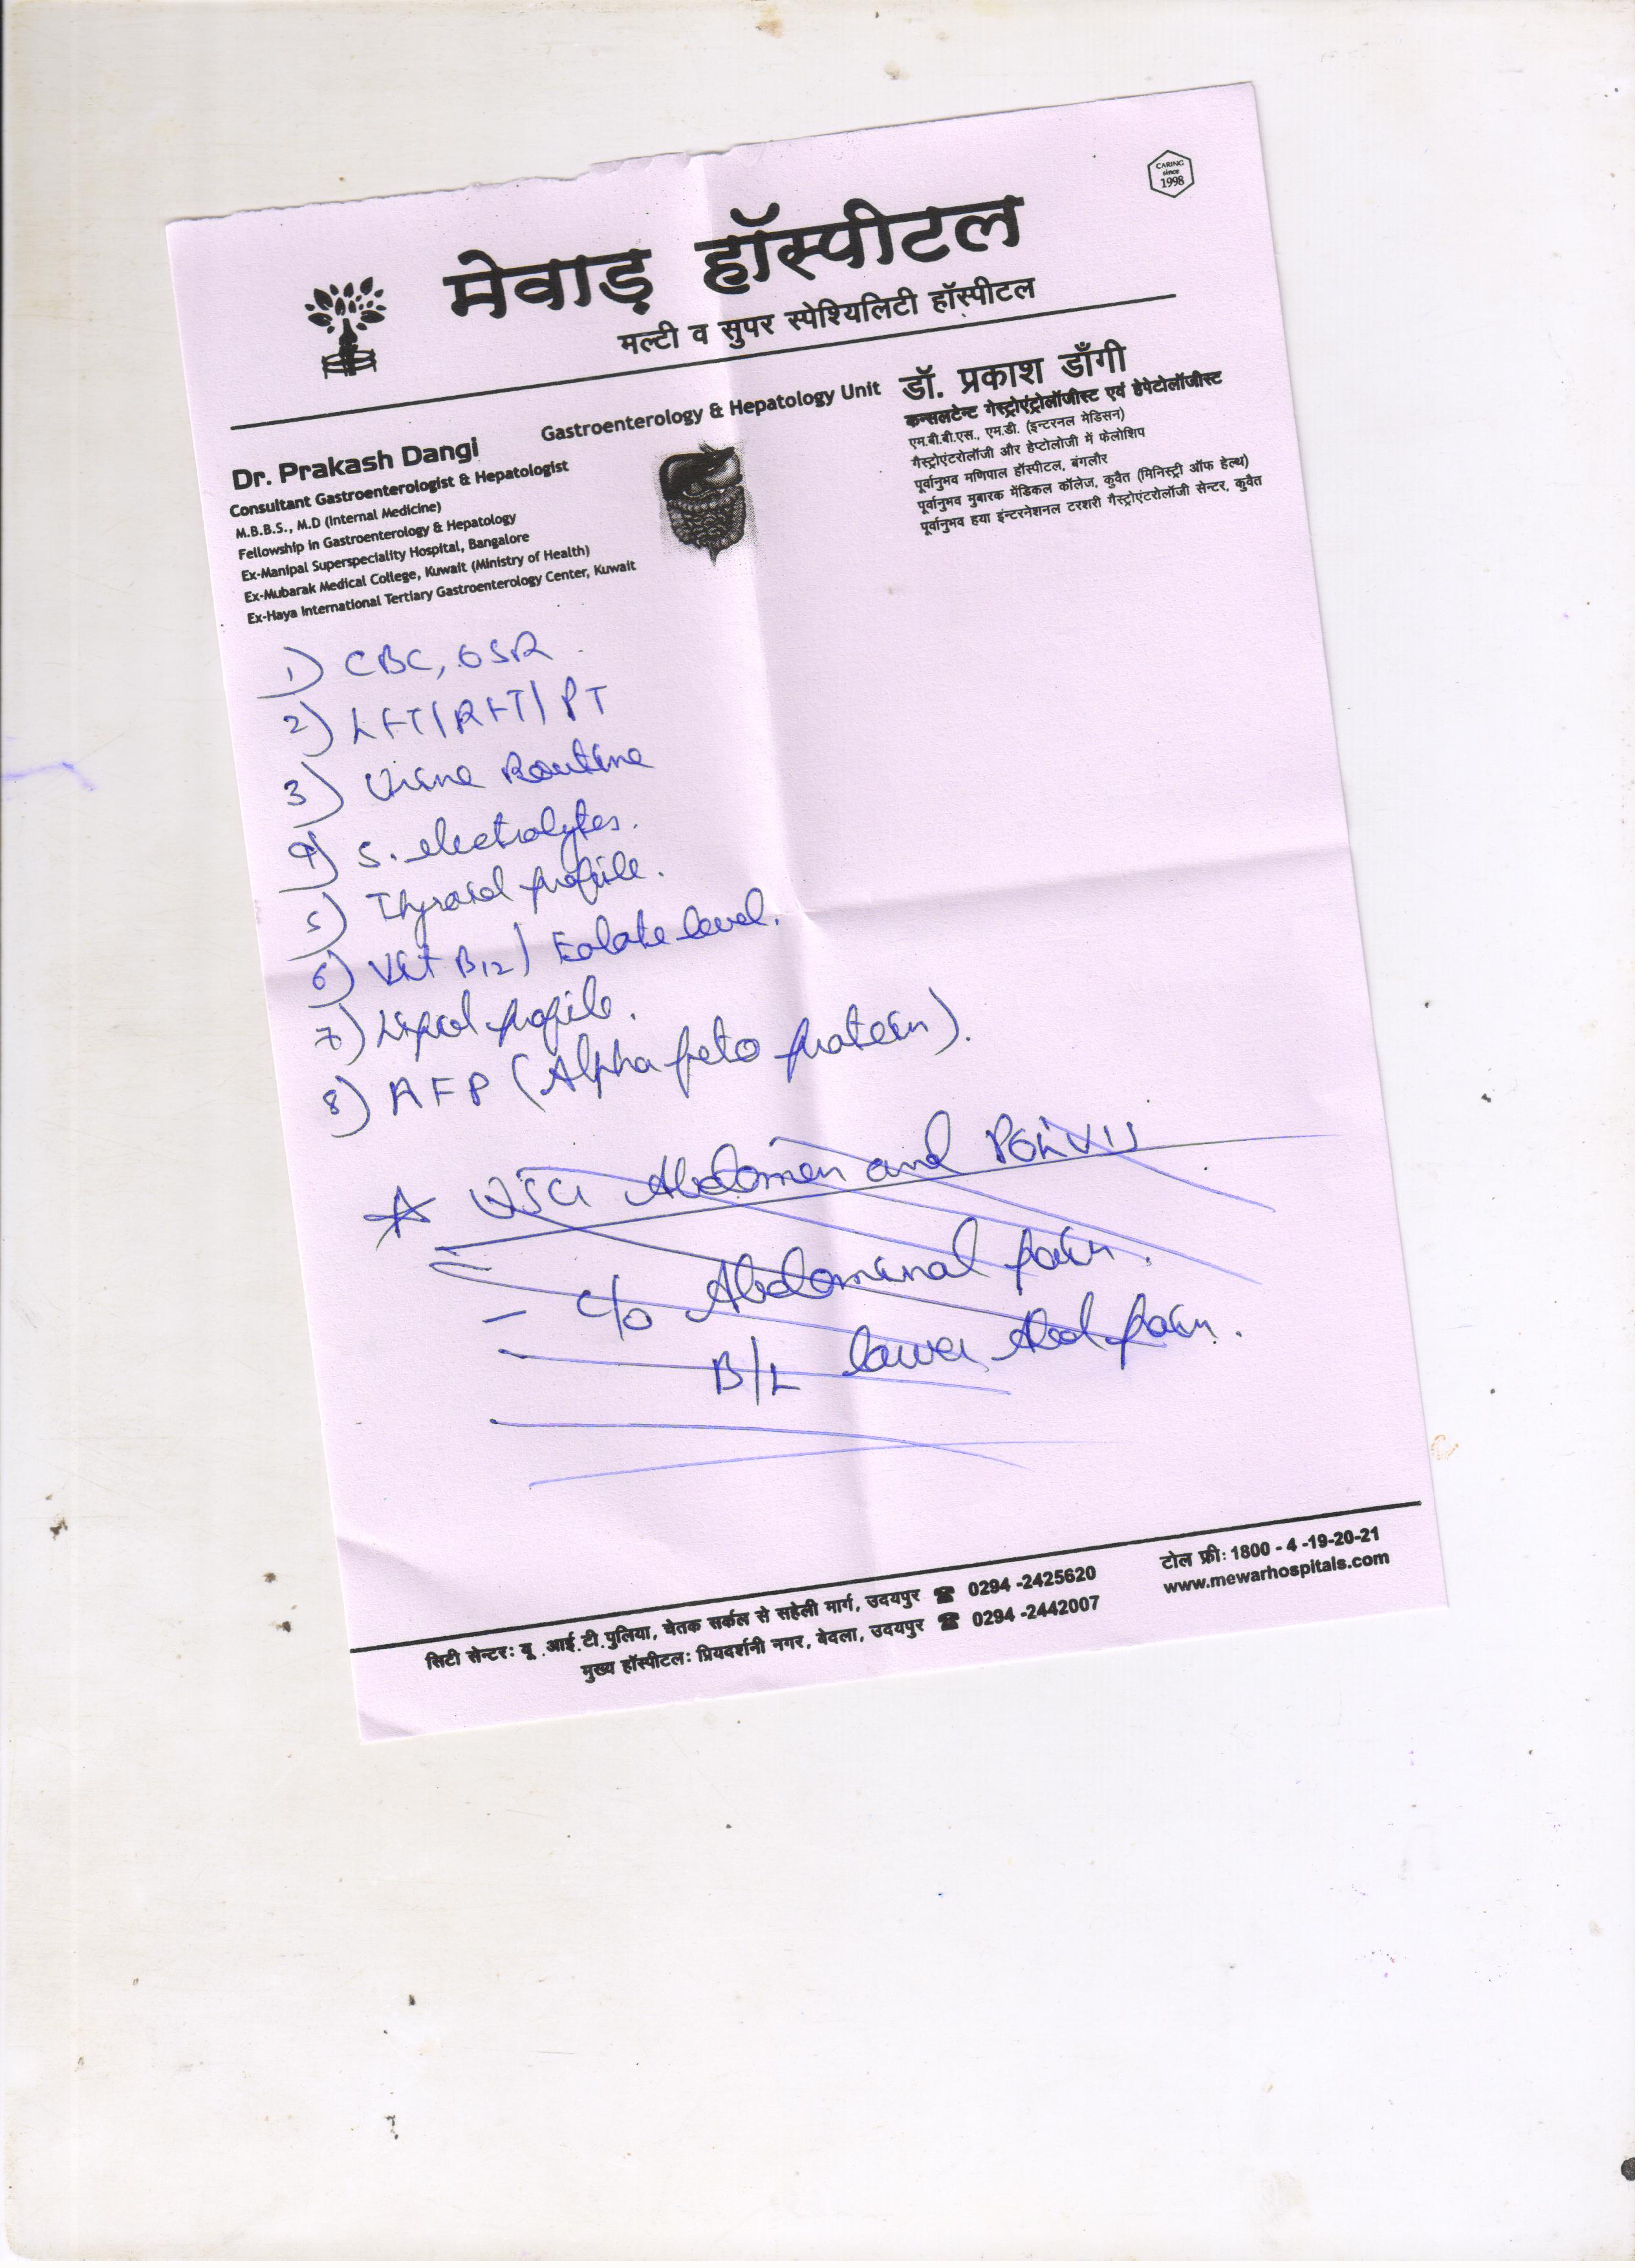 CARING
since
1998
मेवाड़ हॉस्पीटल
मल्टी व सुपर स्पेश्यिलिटी हॉस्पीटल
Gastroenterology & Hepatology Unit
Dr. Prakash Dangi
Consultant Gastroenterologist & Hepatologist
M.B.B.S., M.D (Internal Medicine)
Fellowship in Gastroenterology & Hepatology
Ex-Manipal Superspeciality Hospital, Bangalore
Ex-Mubarak Medical College, Kuwait (Ministry of Health)
Ex-Haya International Tertiary Gastroenterology Center, Kuwait
डॉ. प्रकाश डाँगी
कन्सलटेन्ट गेस्ट्रोएंट्रोलॉजीस्ट एवं हेपेटोलॉजीस्ट
एम.बी.बी.एस., एम.डी. (इन्टरनल मेडिसन)
गैस्ट्रोएंटरोलॉजी और हेप्टोलोजी में फेलोशिप
पूर्वानुभव मणिपाल हॉस्पीटल, बंगलौर
पूर्वानुभव मुबारक मेंडिकल कॉलेज, कुवैत (मिनिस्ट्री ऑफ हेल्थ)
पूर्वानुभव हया इंन्टरनेशनल टरशरी गैस्ट्रोएंटरोलॉजी सेन्टर, कुवैत
1) CBC, ESR
2) LFT/RFT/PT
3) Urine Routine
4) S. electrolytes.
5) Thyroid profile.
6) Vit B12/ Folate level.
7) Lipid profile.
8) AFP (Alpha feto protein).
USG Abdomen and PELVIS
- c/o Abdominal pain.
B/L lower Abd pain.
सिटी सेन्टर: यू .आई.टी.पुलिया, चेतक सर्कल से सहेली मार्ग, उदयपुर ☎ 0294 -2425620
मुख्य हॉस्पीटल: प्रियदर्शनी नगर, बेदला, उदयपुर ☎ 0294 -2442007
टोल फ्री: 1800 - 4 -19-20-21
www.mewarhospitals.com